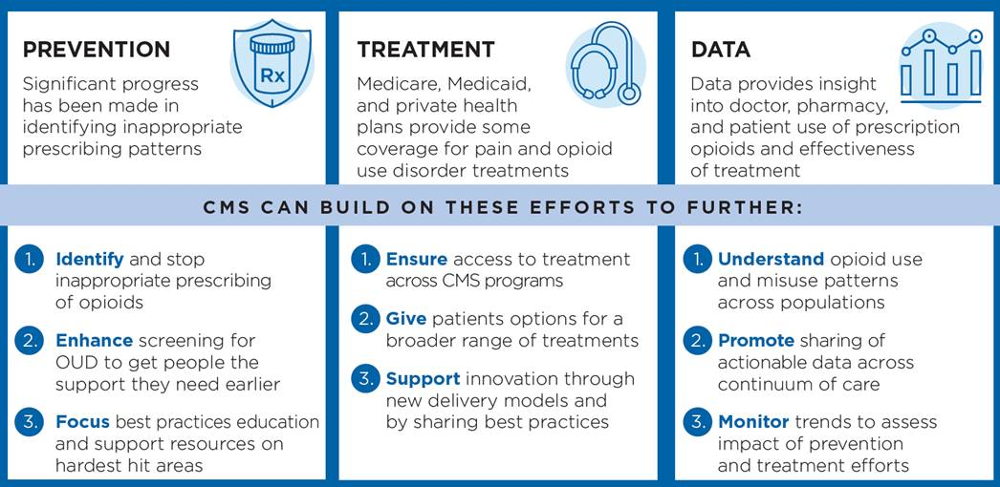 PREVENTION
Significant progress
has been made in
identifying inappropriate
prescribing patterns
Rx
TREATMENT
Medicare, Medicaid,
and private health
plans provide some
coverage for pain and opioid
use disorder treatments
DATA
Data provides insight
into doctor, pharmacy,
and patient use of prescription
opioids and effectiveness
of treatment
CMS CAN BUILD ON THESE EFFORTS TO FURTHER:
1. Identify and stop
inappropriate prescribing
of opioids
2. Enhance screening for
OUD to get people the
support they need earlier
3. Focus best practices education
and support resources on
hardest hit areas
1. Ensure access to treatment
across CMS programs
2. Give patients options for a
broader range of treatments
3. Support innovation through
new delivery models and
by sharing best practices
1. Understand opioid use
and misuse patterns
across populations
2. Promote sharing of
actionable data across
continuum of care
3. Monitor trends to assess
impact of prevention
and treatment efforts